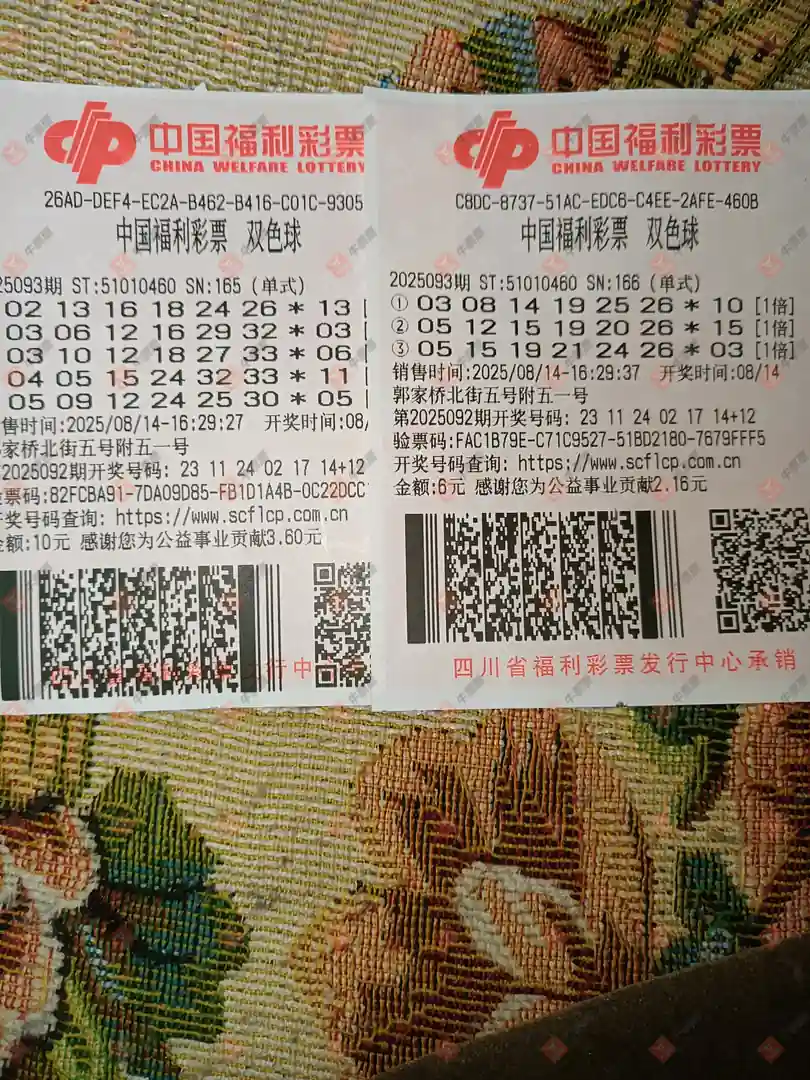 中国福利彩票
CHINA WELFARE LOTTERY
26AD-DEF4-EC2A-B462-B416-C01C-9305
中国福利彩票 双色球
25093期 ST:51010460 SN:165 (单式)
02 13 16 18 24 26 * 13 [
03 06 12 16 29 32 * 03 [
03 10 12 18 27 33 * 06 [
04 05 15 24 32 33 * 11 [
05 09 12 24 25 30 * 05 [
售时间:2025/08/14-16:29:27 开奖时间:08/
家桥北街五号附五一号
2025092期开奖号码: 23 11 24 02 17 14+12
验票码:82FCBA91-7DA09D85-FB1D1A4B-0C22DCC
开奖号码查询: https://www.scflcp.com.cn
金额:10元 感谢您为公益事业贡献3.60元
中国福利彩票
CHINA WELFARE LOTTERY
C8DC-8737-51AC-EDC6-C4EE-2AFE-460B
中国福利彩票 双色球
2025093期 ST:51010460 SN:166 (单式)
① 03 08 14 19 25 26 * 10 [1倍]
② 05 12 15 19 20 26 * 15 [1倍]
③ 05 15 19 21 24 26 * 03 [1倍]
销售时间:2025/08/14-16:29:37 开奖时间:08/14
郭家桥北街五号附五一号
第2025092期开奖号码: 23 11 24 02 17 14+12
验票码:FAC1B79E-C71C9527-51BD2180-7679FFF5
开奖号码查询: https://www.scflcp.com.cn
金额:6元 感谢您为公益事业贡献2.16元
四川省福利彩票发行中心承销